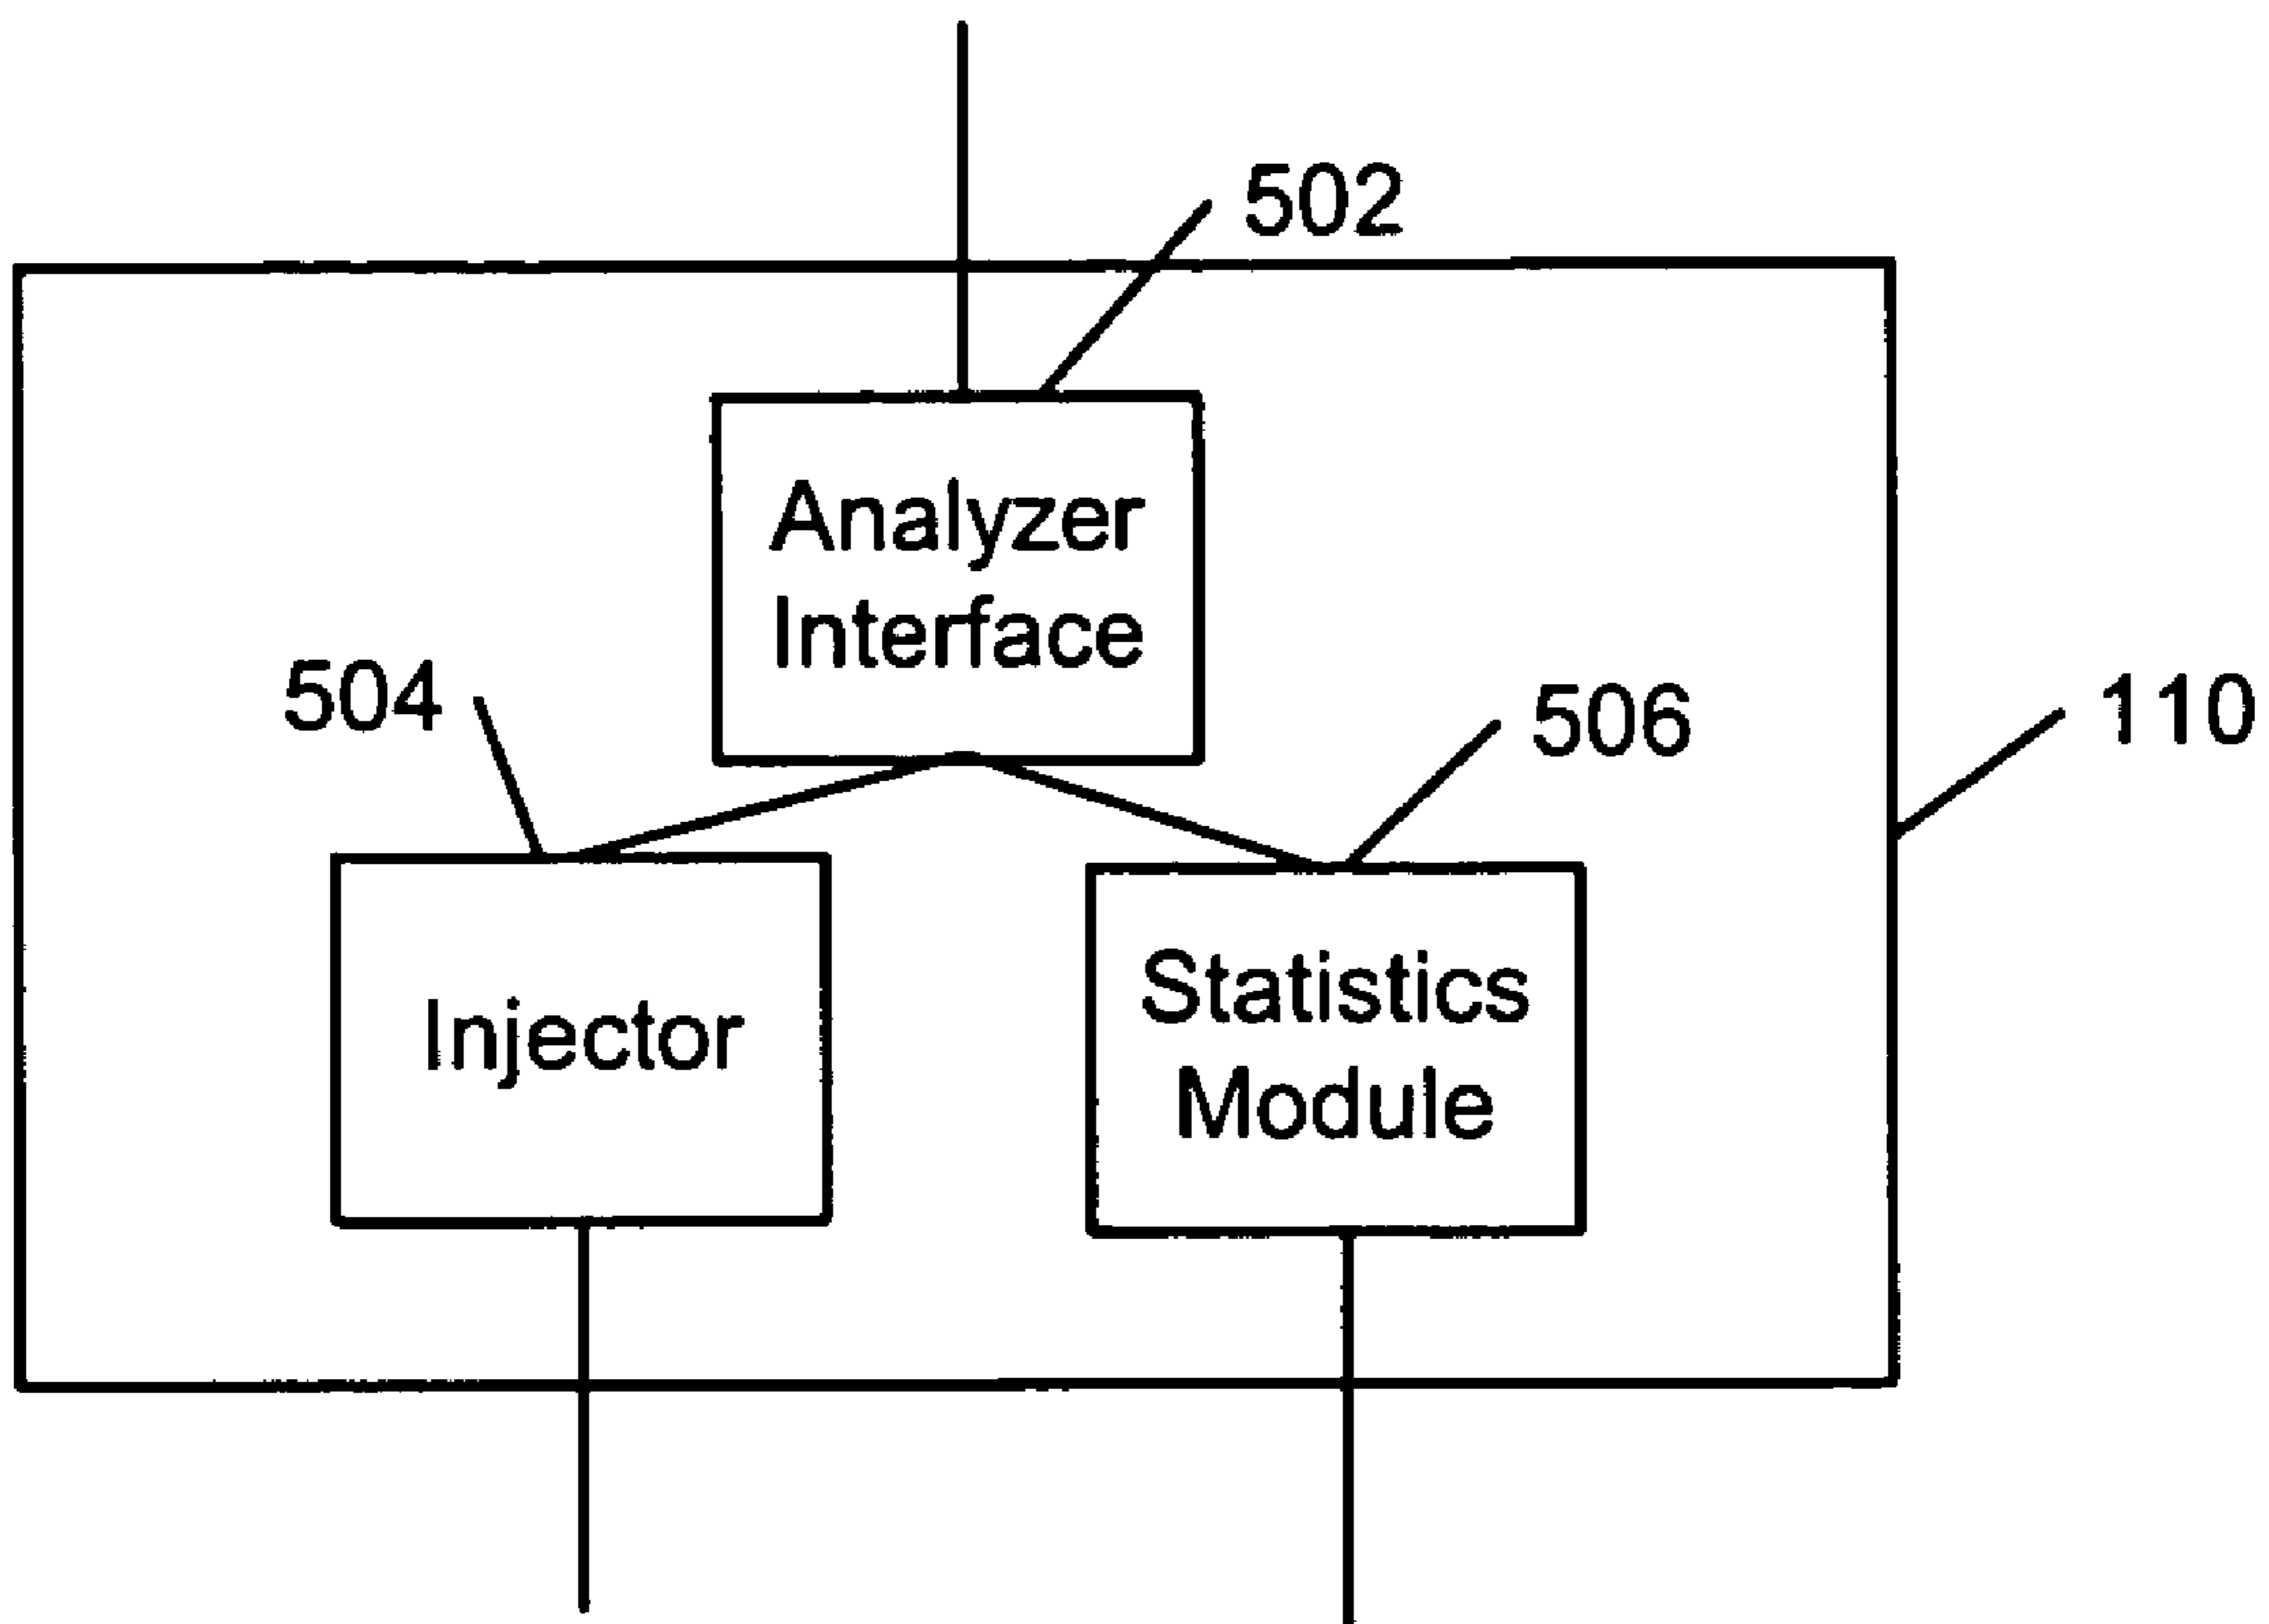 502
Analyzer
Interface
504
506
110
Injector
Statistics
Module